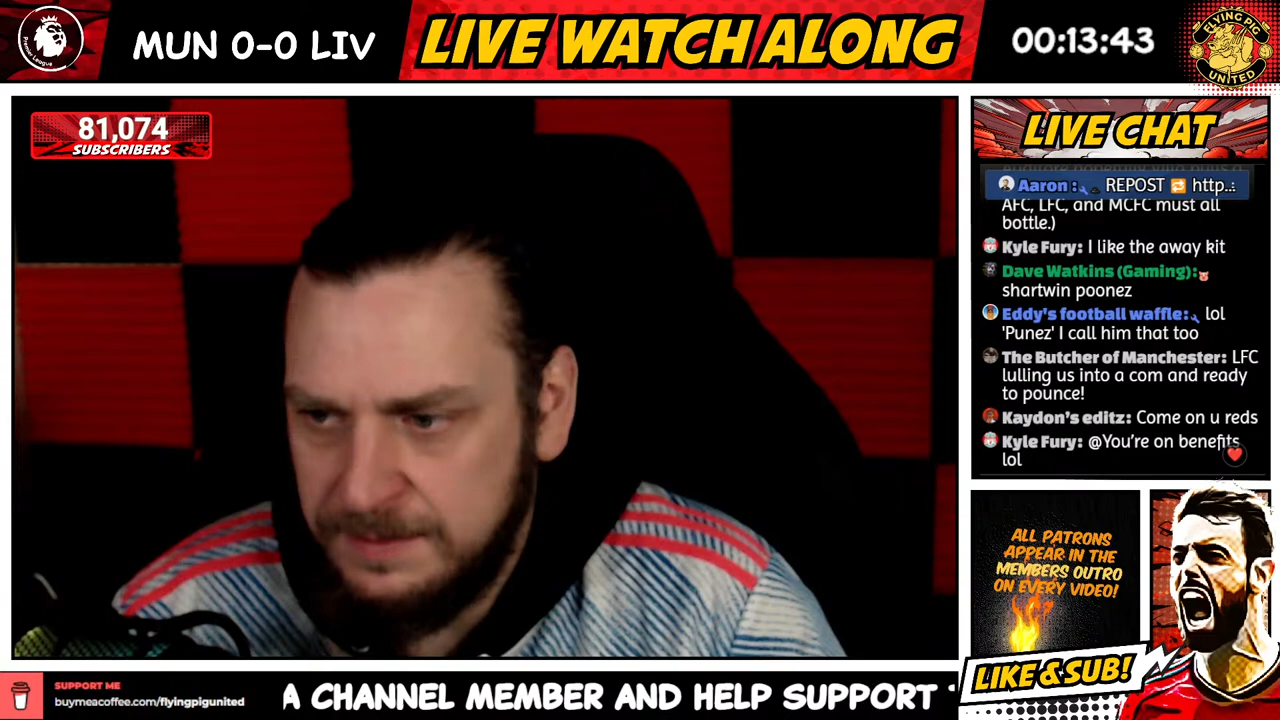 Premier League
MUN 0-0 LIV
LIVE WATCH ALONG
00:13:43
FLYING PIG
UNITED
81,074
SUBSCRIBERS
LIVE CHAT
Aaron : REPOST http..:
AFC, LFC, and MCFC must all
bottle.)
Kyle Fury: I like the away kit
Dave Watkins (Gaming):
shartwin poonez
Eddy's football waffle: lol
'Punez' I call him that too
The Butcher of Manchester: LFC
lulling us into a com and ready
to pounce!
Kaydon's editz: Come on u reds
Kyle Fury: @You're on benefits
lol
ALL PATRONS
APPEAR IN THE
MEMBERS OUTRO
ON EVERY VIDEO!
LIKE & SUB!
SUPPORT ME
buymeacoffee.com/flyingpigunited
A CHANNEL MEMBER AND HELP SUPPORT